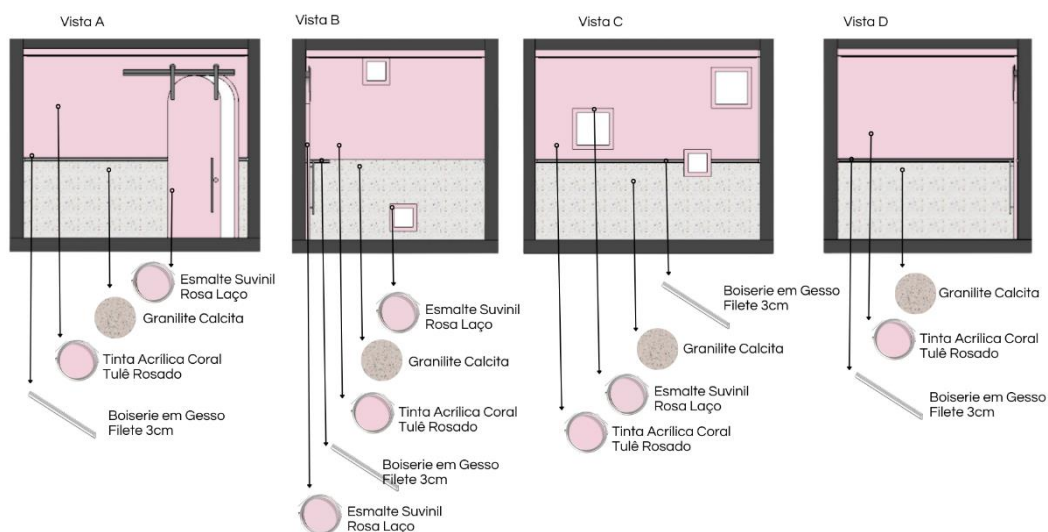 Vista A
Vista B
Vista C
Vista D
Esmalte Suvinil
Rosa Laço
Granilite Calcita
Tinta Acrílica Coral
Tulê Rosado
Boiserie em Gesso
Filete 3cm
Esmalte Suvinil
Rosa Laço
Granilite Calcita
Tinta Acrílica Coral
Tulê Rosado
Boiserie em Gesso
Filete 3cm
Esmalte Suvinil
Rosa Laço
Boiserie em Gesso
Filete 3cm
Granilite Calcita
Esmalte Suvinil
Rosa Laço
Tinta Acrílica Coral
Tulê Rosado
Granilite Calcita
Tinta Acrílica Coral
Tulê Rosado
Boiserie em Gesso
Filete 3cm